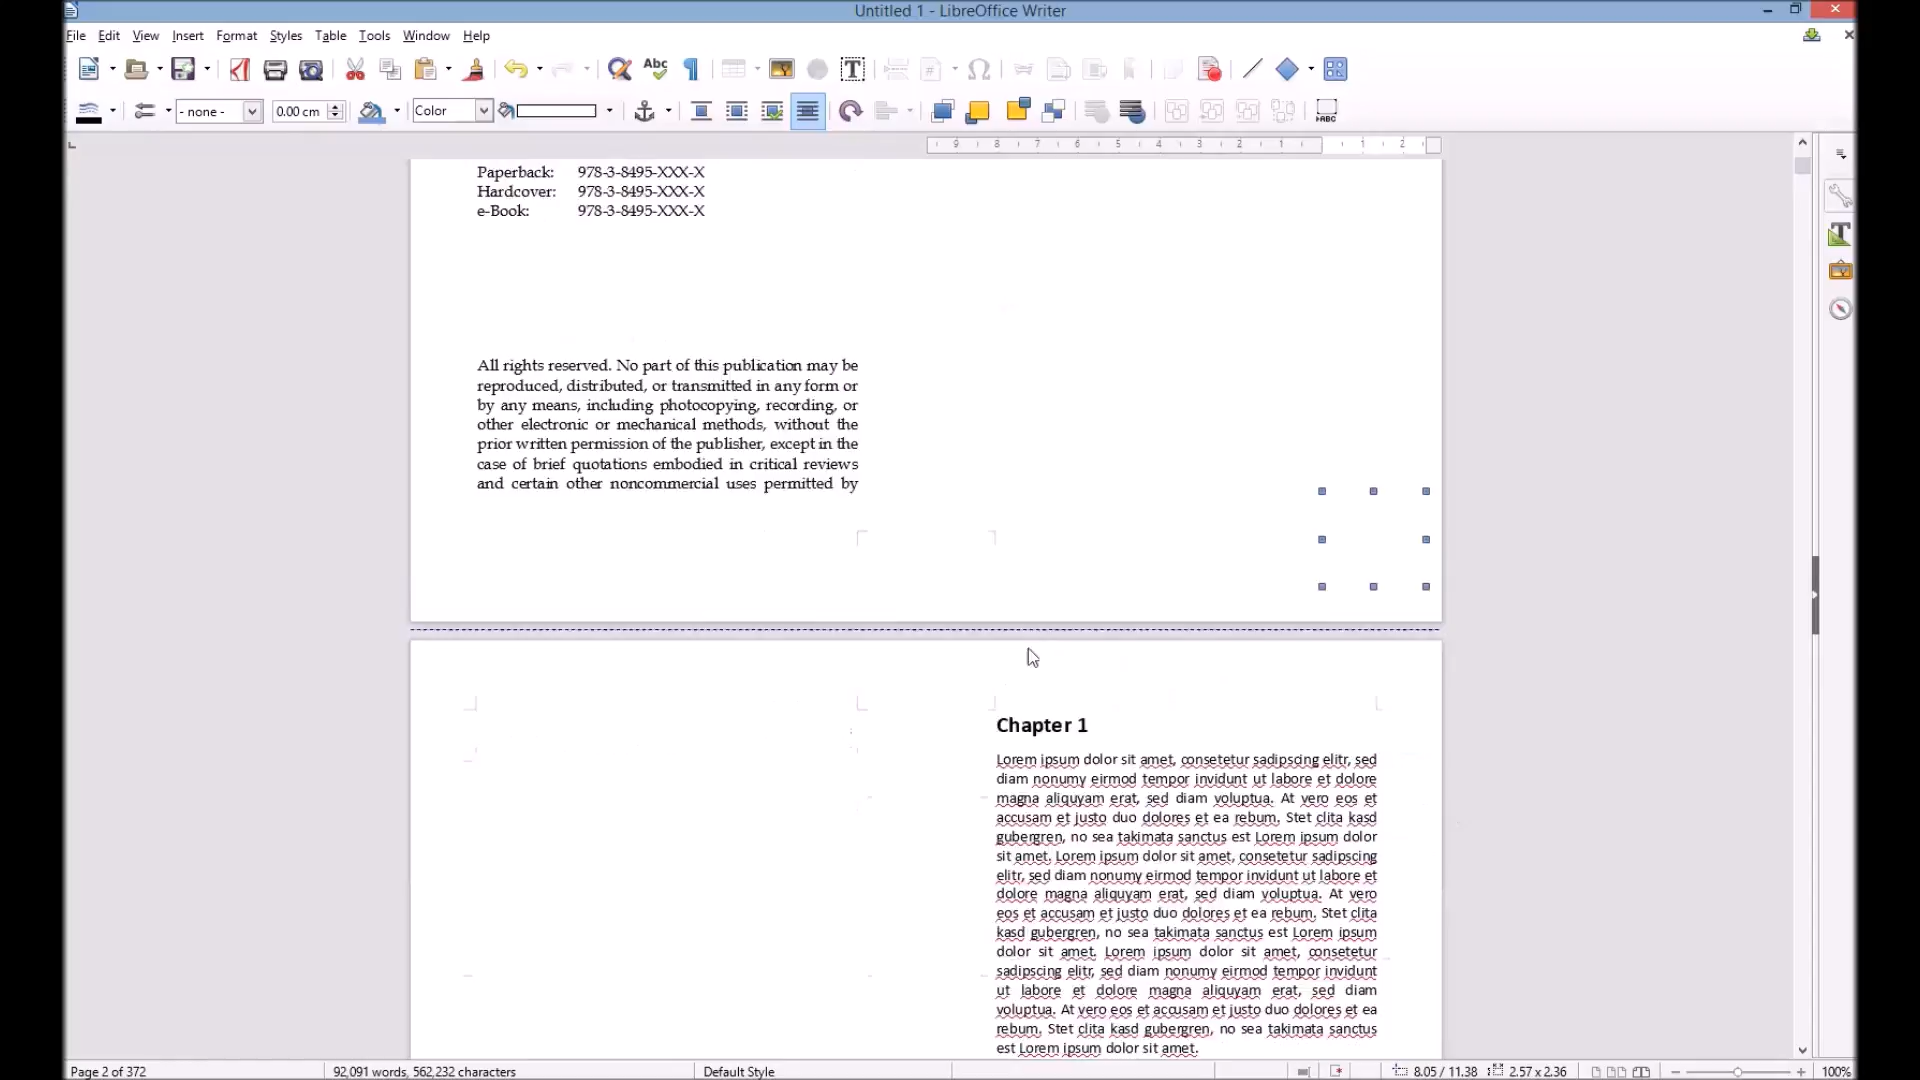 Untitled 1 - LibreOffice Writer
File Edit View Insert Format Styles Table Tools Window Help
Abc T # Ω
- none - 0.00 cm Color ABC
9 8 7 6 5 4 3 2 1 1 2
Paperback: 978-3-8495-XXX-X
Hardcover: 978-3-8495-XXX-X
e-Book: 978-3-8495-XXX-X
All rights reserved. No part of this publication may be
reproduced, distributed, or transmitted in any form or
by any means, including photocopying, recording, or
other electronic or mechanical methods, without the
prior written permission of the publisher, except in the
case of brief quotations embodied in critical reviews
and certain other noncommercial uses permitted by
Chapter 1
Lorem ipsum dolor sit amet, consetetur sadipscing elitr, sed
diam nonumy eirmod tempor invidunt ut labore et dolore
magna aliquyam erat, sed diam voluptua. At vero eos et
accusam et justo duo dolores et ea rebum. Stet clita kasd
gubergren, no sea takimata sanctus est Lorem ipsum dolor
sit amet. Lorem ipsum dolor sit amet, consetetur sadipscing
elitr, sed diam nonumy eirmod tempor invidunt ut labore et
dolore magna aliquyam erat, sed diam voluptua. At vero
eos et accusam et justo duo dolores et ea rebum. Stet clita
kasd gubergren, no sea takimata sanctus est Lorem ipsum
dolor sit amet. Lorem ipsum dolor sit amet, consetetur
sadipscing elitr, sed diam nonumy eirmod tempor invidunt
ut labore et dolore magna aliquyam erat, sed diam
voluptua. At vero eos et accusam et justo duo dolores et ea
rebum. Stet clita kasd gubergren, no sea takimata sanctus
est Lorem ipsum dolor sit amet.
Page 2 of 372 92,091 words, 562,232 characters Default Style 8.05 / 11.38 2.57 x 2.36 100%